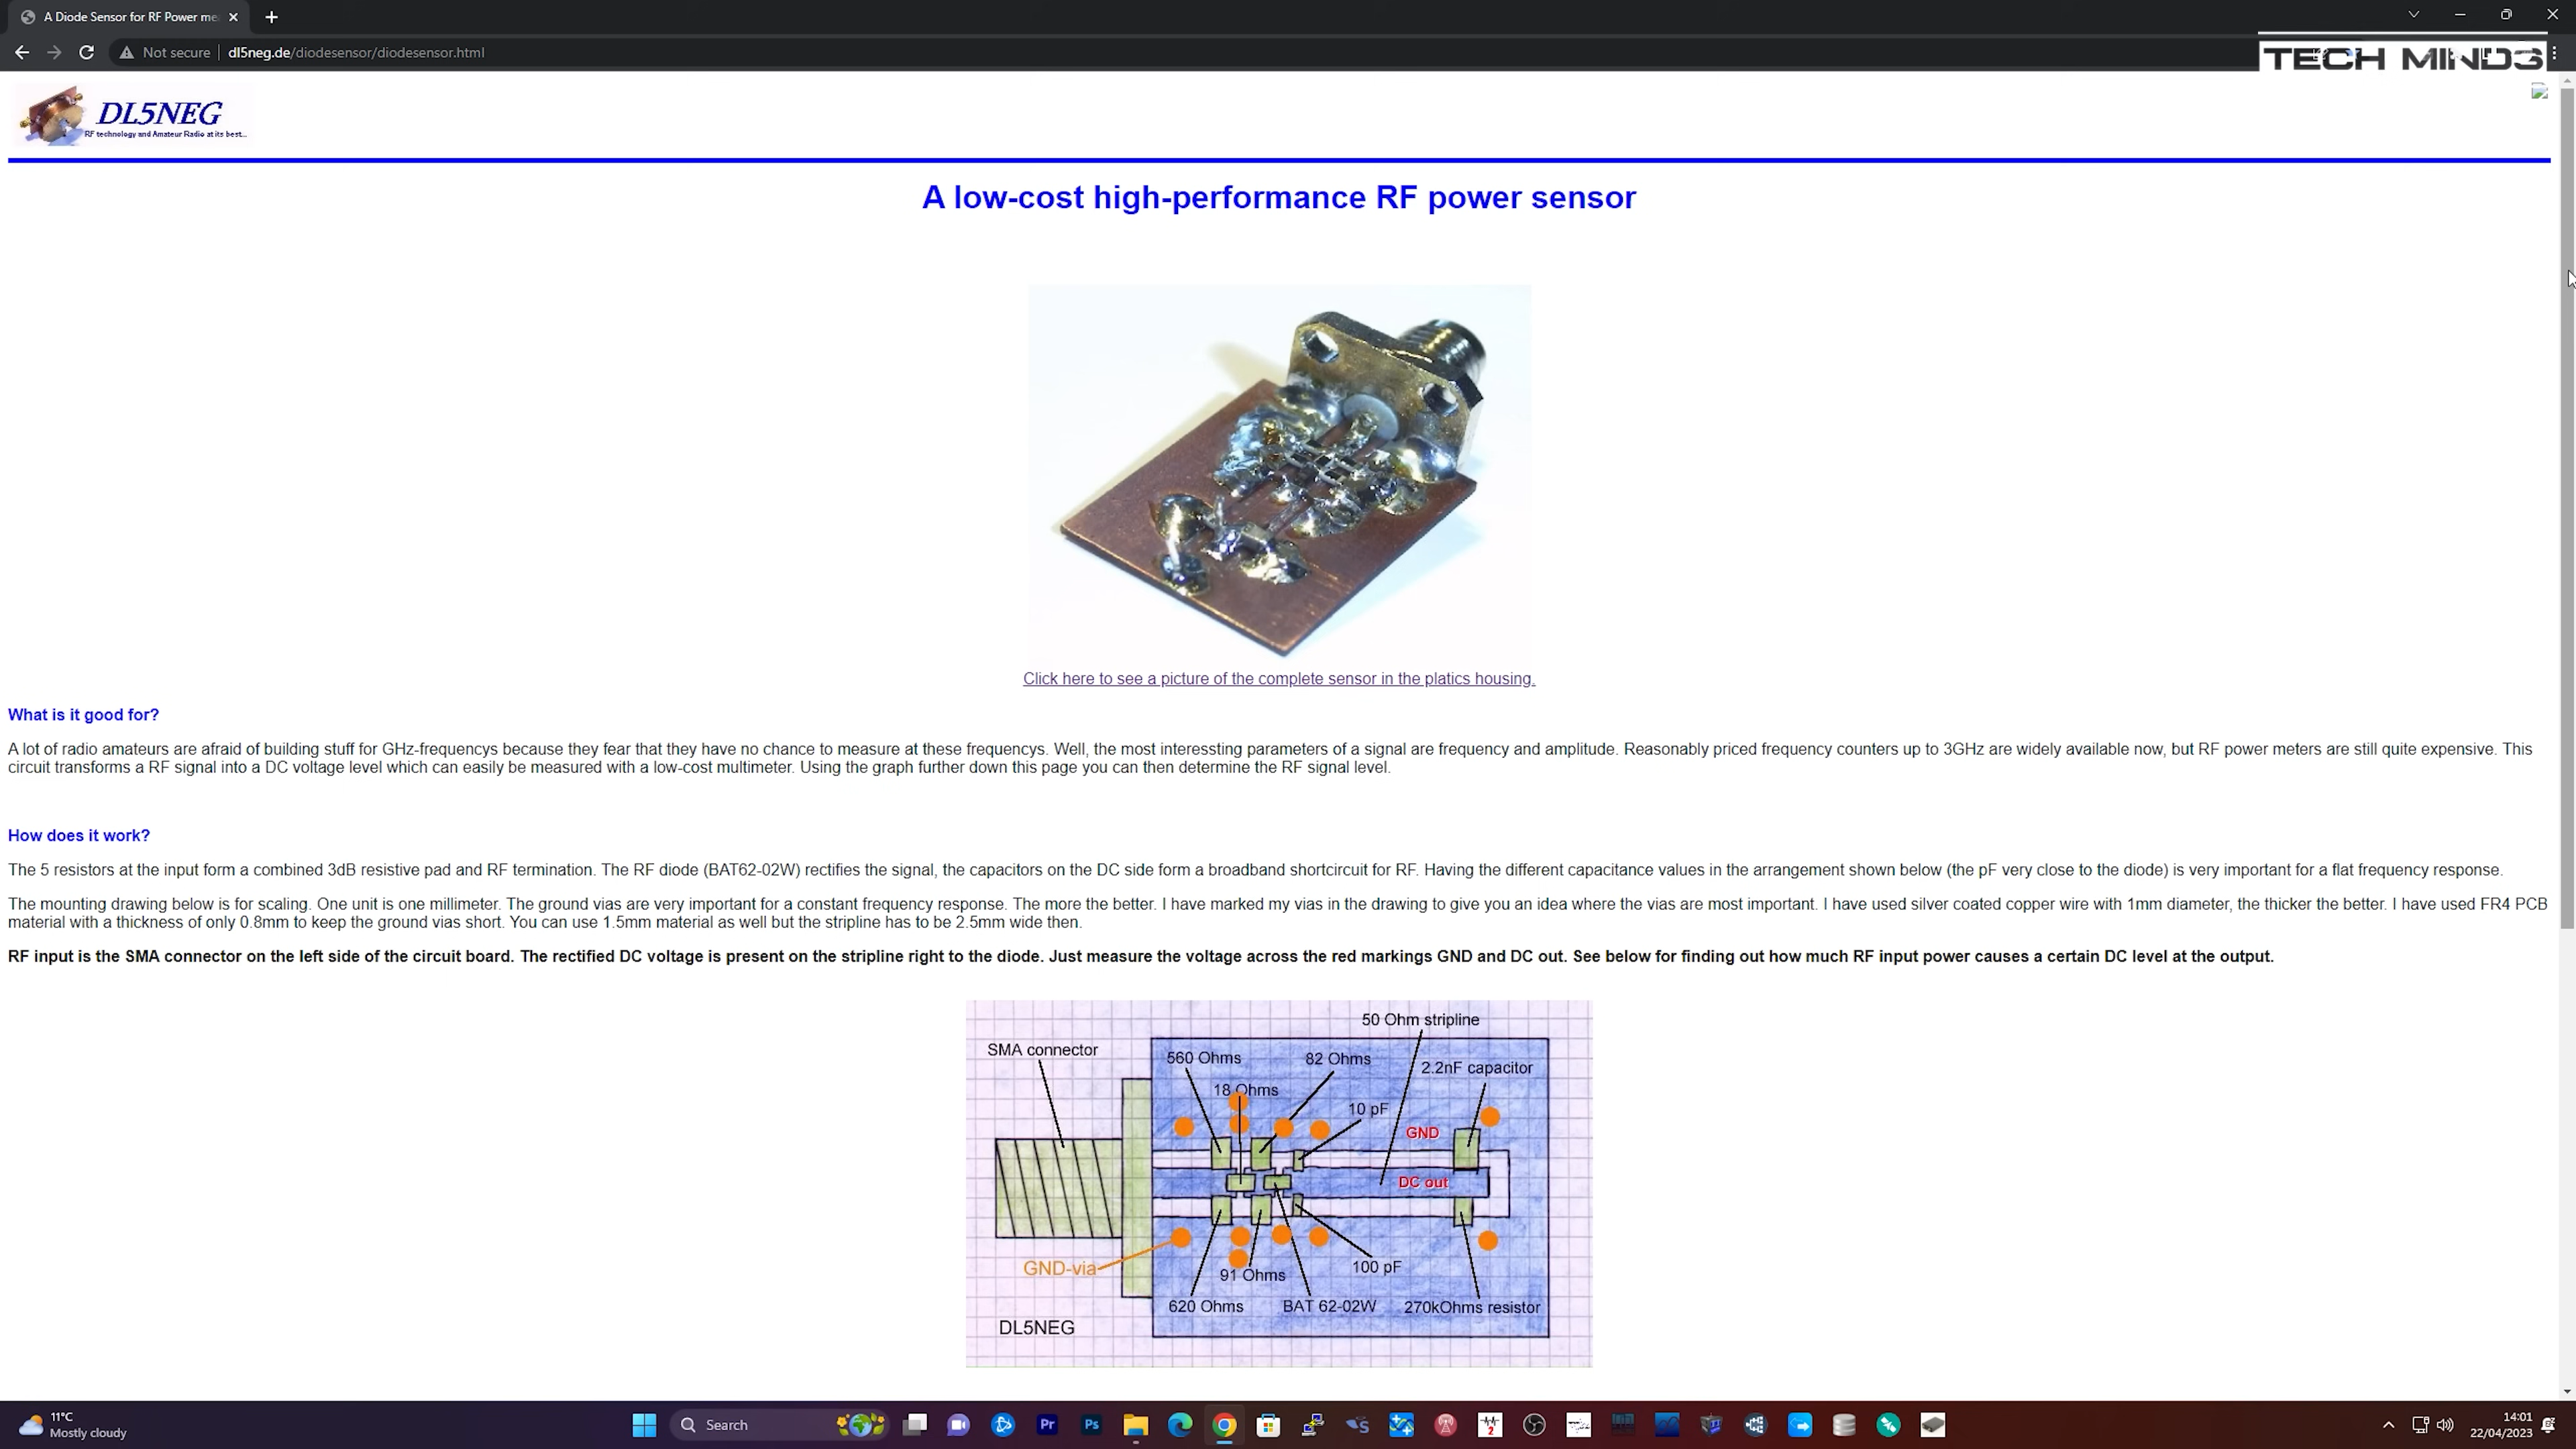 A Diode Sensor for RF Power me
Not secure
dl5neg.de/diodesensor/diodesensor.html
TECH MINDS
DL5NEG
RF technology and Amateur Radio at its best...
A low-cost high-performance RF power sensor
Click here to see a picture of the complete sensor in the platics housing.
What is it good for?
A lot of radio amateurs are afraid of building stuff for GHz-frequencys because they fear that they have no chance to measure at these frequencys. Well, the most interessting parameters of a signal are frequency and amplitude. Reasonably priced frequency counters up to 3GHz are widely available now, but RF power meters are still quite expensive. This
circuit transforms a RF signal into a DC voltage level which can easily be measured with a low-cost multimeter. Using the graph further down this page you can then determine the RF signal level.
How does it work?
The 5 resistors at the input form a combined 3dB resistive pad and RF termination. The RF diode (BAT62-02W) rectifies the signal, the capacitors on the DC side form a broadband shortcircuit for RF. Having the different capacitance values in the arrangement shown below (the pF very close to the diode) is very important for a flat frequency response.
The mounting drawing below is for scaling. One unit is one millimeter. The ground vias are very important for a constant frequency response. The more the better. I have marked my vias in the drawing to give you an idea where the vias are most important. I have used silver coated copper wire with 1mm diameter, the thicker the better. I have used FR4 PCB
material with a thickness of only 0.8mm to keep the ground vias short. You can use 1.5mm material as well but the stripline has to be 2.5mm wide then.
RF input is the SMA connector on the left side of the circuit board. The rectified DC voltage is present on the stripline right to the diode. Just measure the voltage across the red markings GND and DC out. See below for finding out how much RF input power causes a certain DC level at the output.
50 Ohm stripline
SMA connector
560 Ohms
82 Ohms
2.2nF capacitor
18 Ohms
10 pF
GND
DC out
GND-via
91 Ohms
100 pF
620 Ohms
BAT 62-02W
270kOhms resistor
DL5NEG
11°C
Mostly cloudy
Search
Pr
Ps
2
14:01
22/04/2023